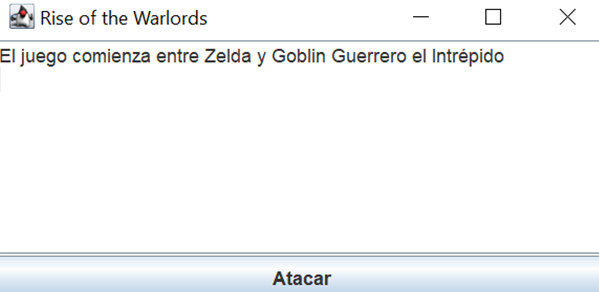 Rise of the Warlords
El juego comienza entre Zelda y Goblin Guerrero el Intrépido
Atacar